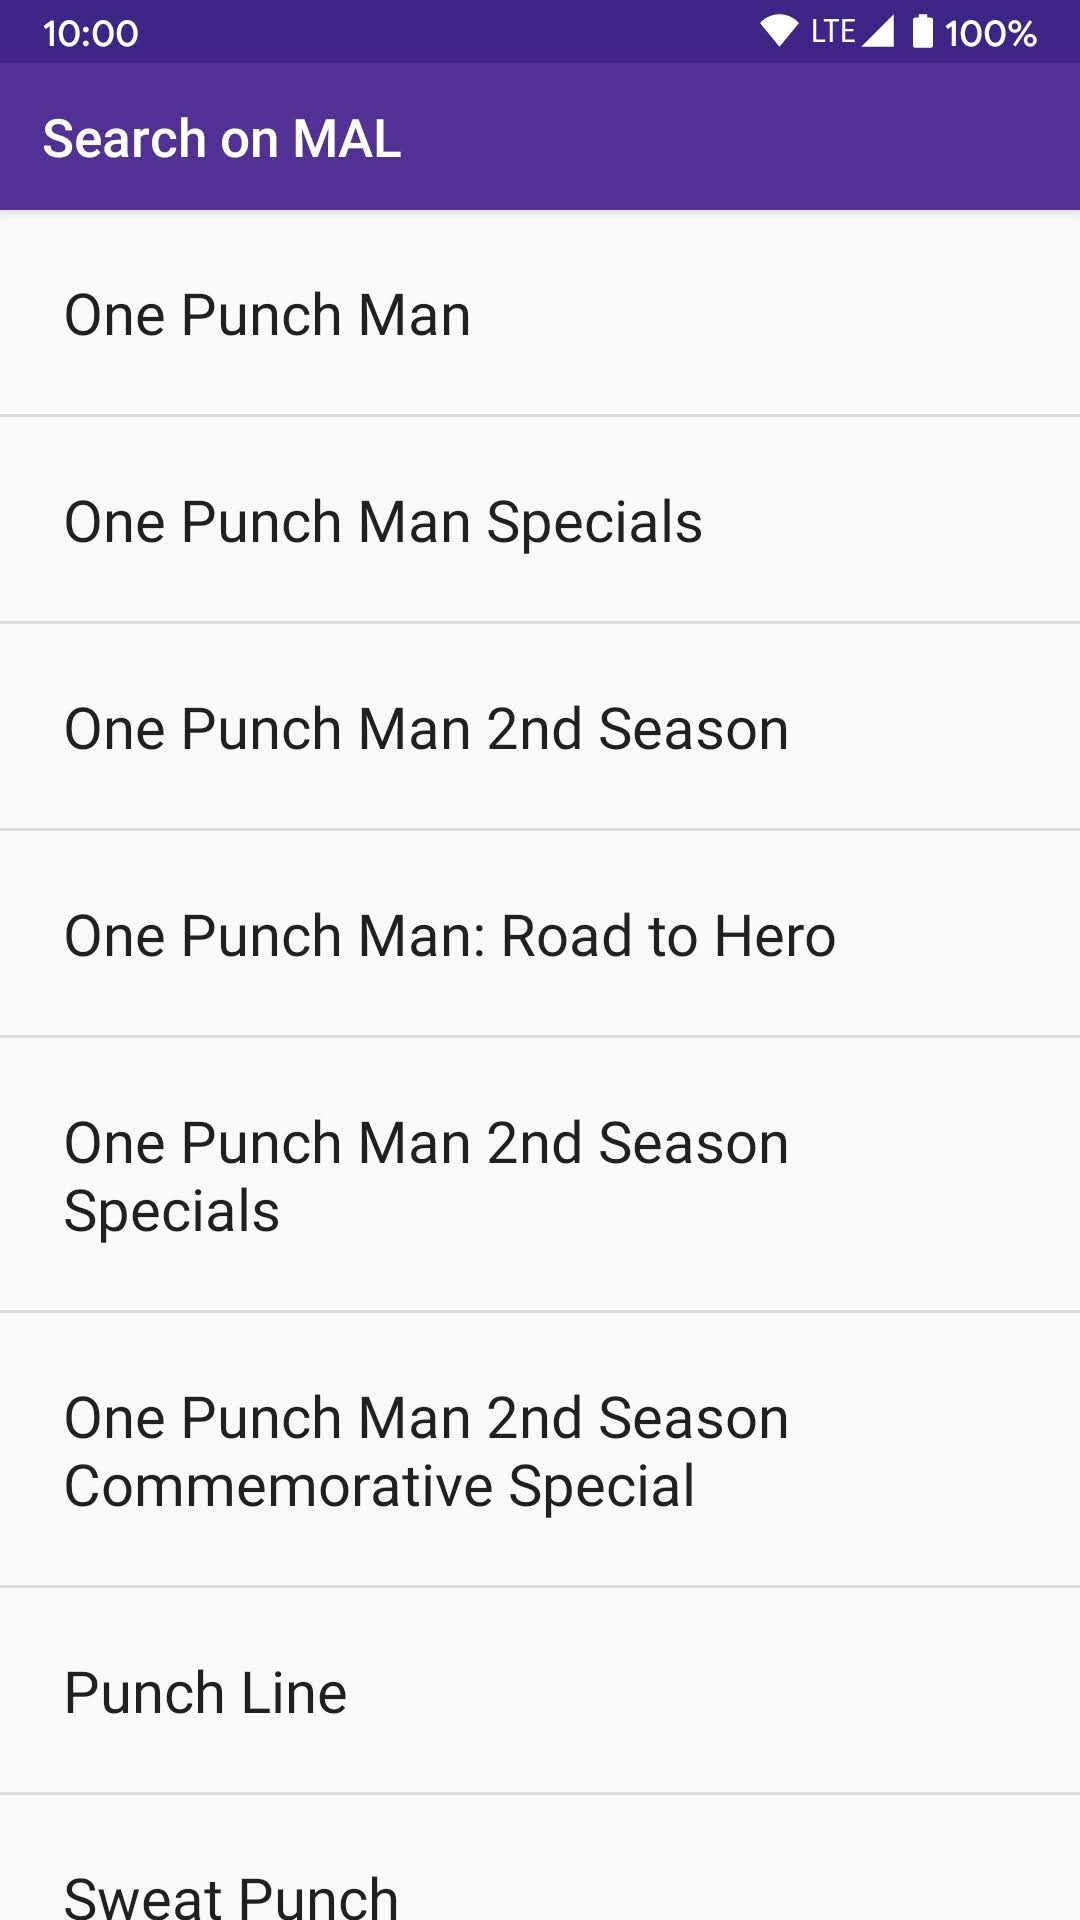 10:00 LTE 100%
Search on MAL
One Punch Man
One Punch Man Specials
One Punch Man 2nd Season
One Punch Man: Road to Hero
One Punch Man 2nd Season
Specials
One Punch Man 2nd Season
Commemorative Special
Punch Line
Sweat Punch